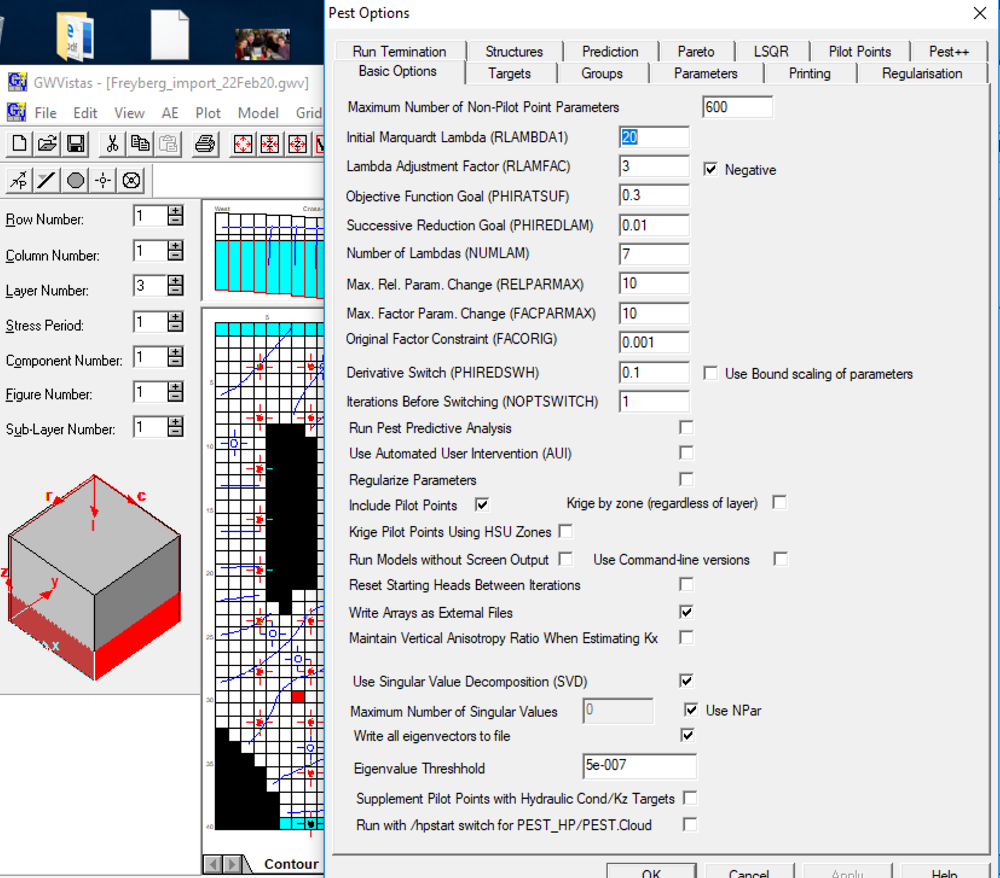 Pest Options
pdf
Run Termination Structures Prediction Pareto LSQR Pilot Points Pest++
Basic Options Targets Groups Parameters Printing Regularisation
GWVistas - [Freyberg_import_22Feb20.gwv]
File Edit View AE Plot Model Grid
Maximum Number of Non-Pilot Point Parameters 600
Initial Marquardt Lambda (RLAMBDA1) 20
Lambda Adjustment Factor (RLAMFAC) 3 Negative
Objective Function Goal (PHIRATSUF) 0.3
Successive Reduction Goal (PHIREDLAM) 0.01
Number of Lambdas (NUMLAM) 7
Max. Rel. Param. Change (RELPARMAX) 10
Max. Factor Param. Change (FACPARMAX) 10
Original Factor Constraint (FACORIG) 0.001
Derivative Switch (PHIREDSWH) 0.1 Use Bound scaling of parameters
Iterations Before Switching (NOPTSWITCH) 1
Run Pest Predictive Analysis
Use Automated User Intervention (AUI)
Regularize Parameters
Include Pilot Points Krige by zone (regardless of layer)
Krige Pilot Points Using HSU Zones
Run Models without Screen Output Use Command-line versions
Reset Starting Heads Between Iterations
Write Arrays as External Files
Maintain Vertical Anisotropy Ratio When Estimating Kx
Use Singular Value Decomposition (SVD)
Maximum Number of Singular Values 0 Use NPar
Write all eigenvectors to file
Eigenvalue Threshhold 5e-007
Supplement Pilot Points with Hydraulic Cond/Kz Targets
Run with /hpstart switch for PEST_HP/PEST.Cloud
OK Cancel Apply Help
Row Number: 1
Column Number: 1
Layer Number: 3
Stress Period: 1
Component Number: 1
Figure Number: 1
Sub-Layer Number: 1
r c
l
z y
x
West Cross-
5
5
10
15
20
25
30
35
40
Contour